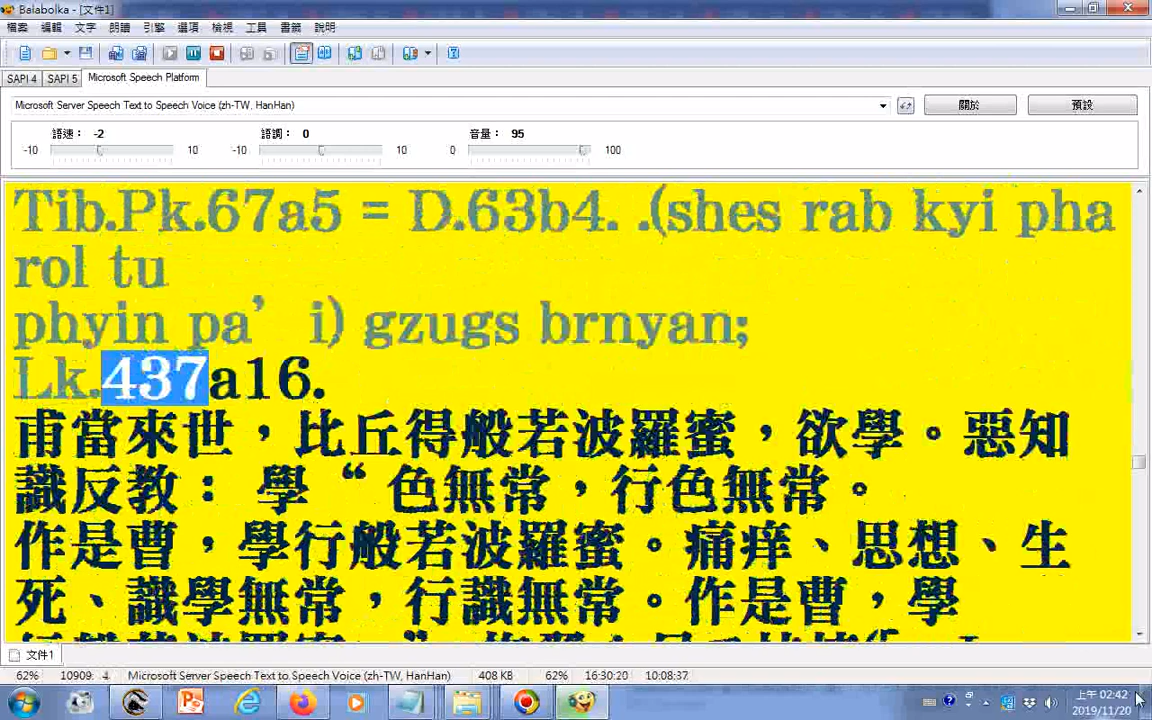 Balabolka - [文件1]
檔案 編輯 文字 朗讀 引擎 選項 檢視 工具 書籤 說明
SAPI 4 SAPI 5 Microsoft Speech Platform
Microsoft Server Speech Text to Speech Voice (zh-TW, HanHan) 關於 預設
語速： -2 語調： 0 音量： 95
-10 10 -10 10 0 100
Tib.Pk.67a5 = D.63b4. .(shes rab kyi pha
rol tu
phyin pa’ i) gzugs brnyan;
Lk.437a16.
甫當來世，比丘得般若波羅蜜，欲學。惡知
識反教： 學“色無常，行色無常。
作是曹，學行般若波羅蜜。痛痒、思想、生
死、識學無常，行識無常。作是曹，學
文件1
62% 10909: 4 Microsoft Server Speech Text to Speech Voice (zh-TW, HanHan) 408 KB 62% 16:30:20 10:08:37
上午 02:42
2019/11/20